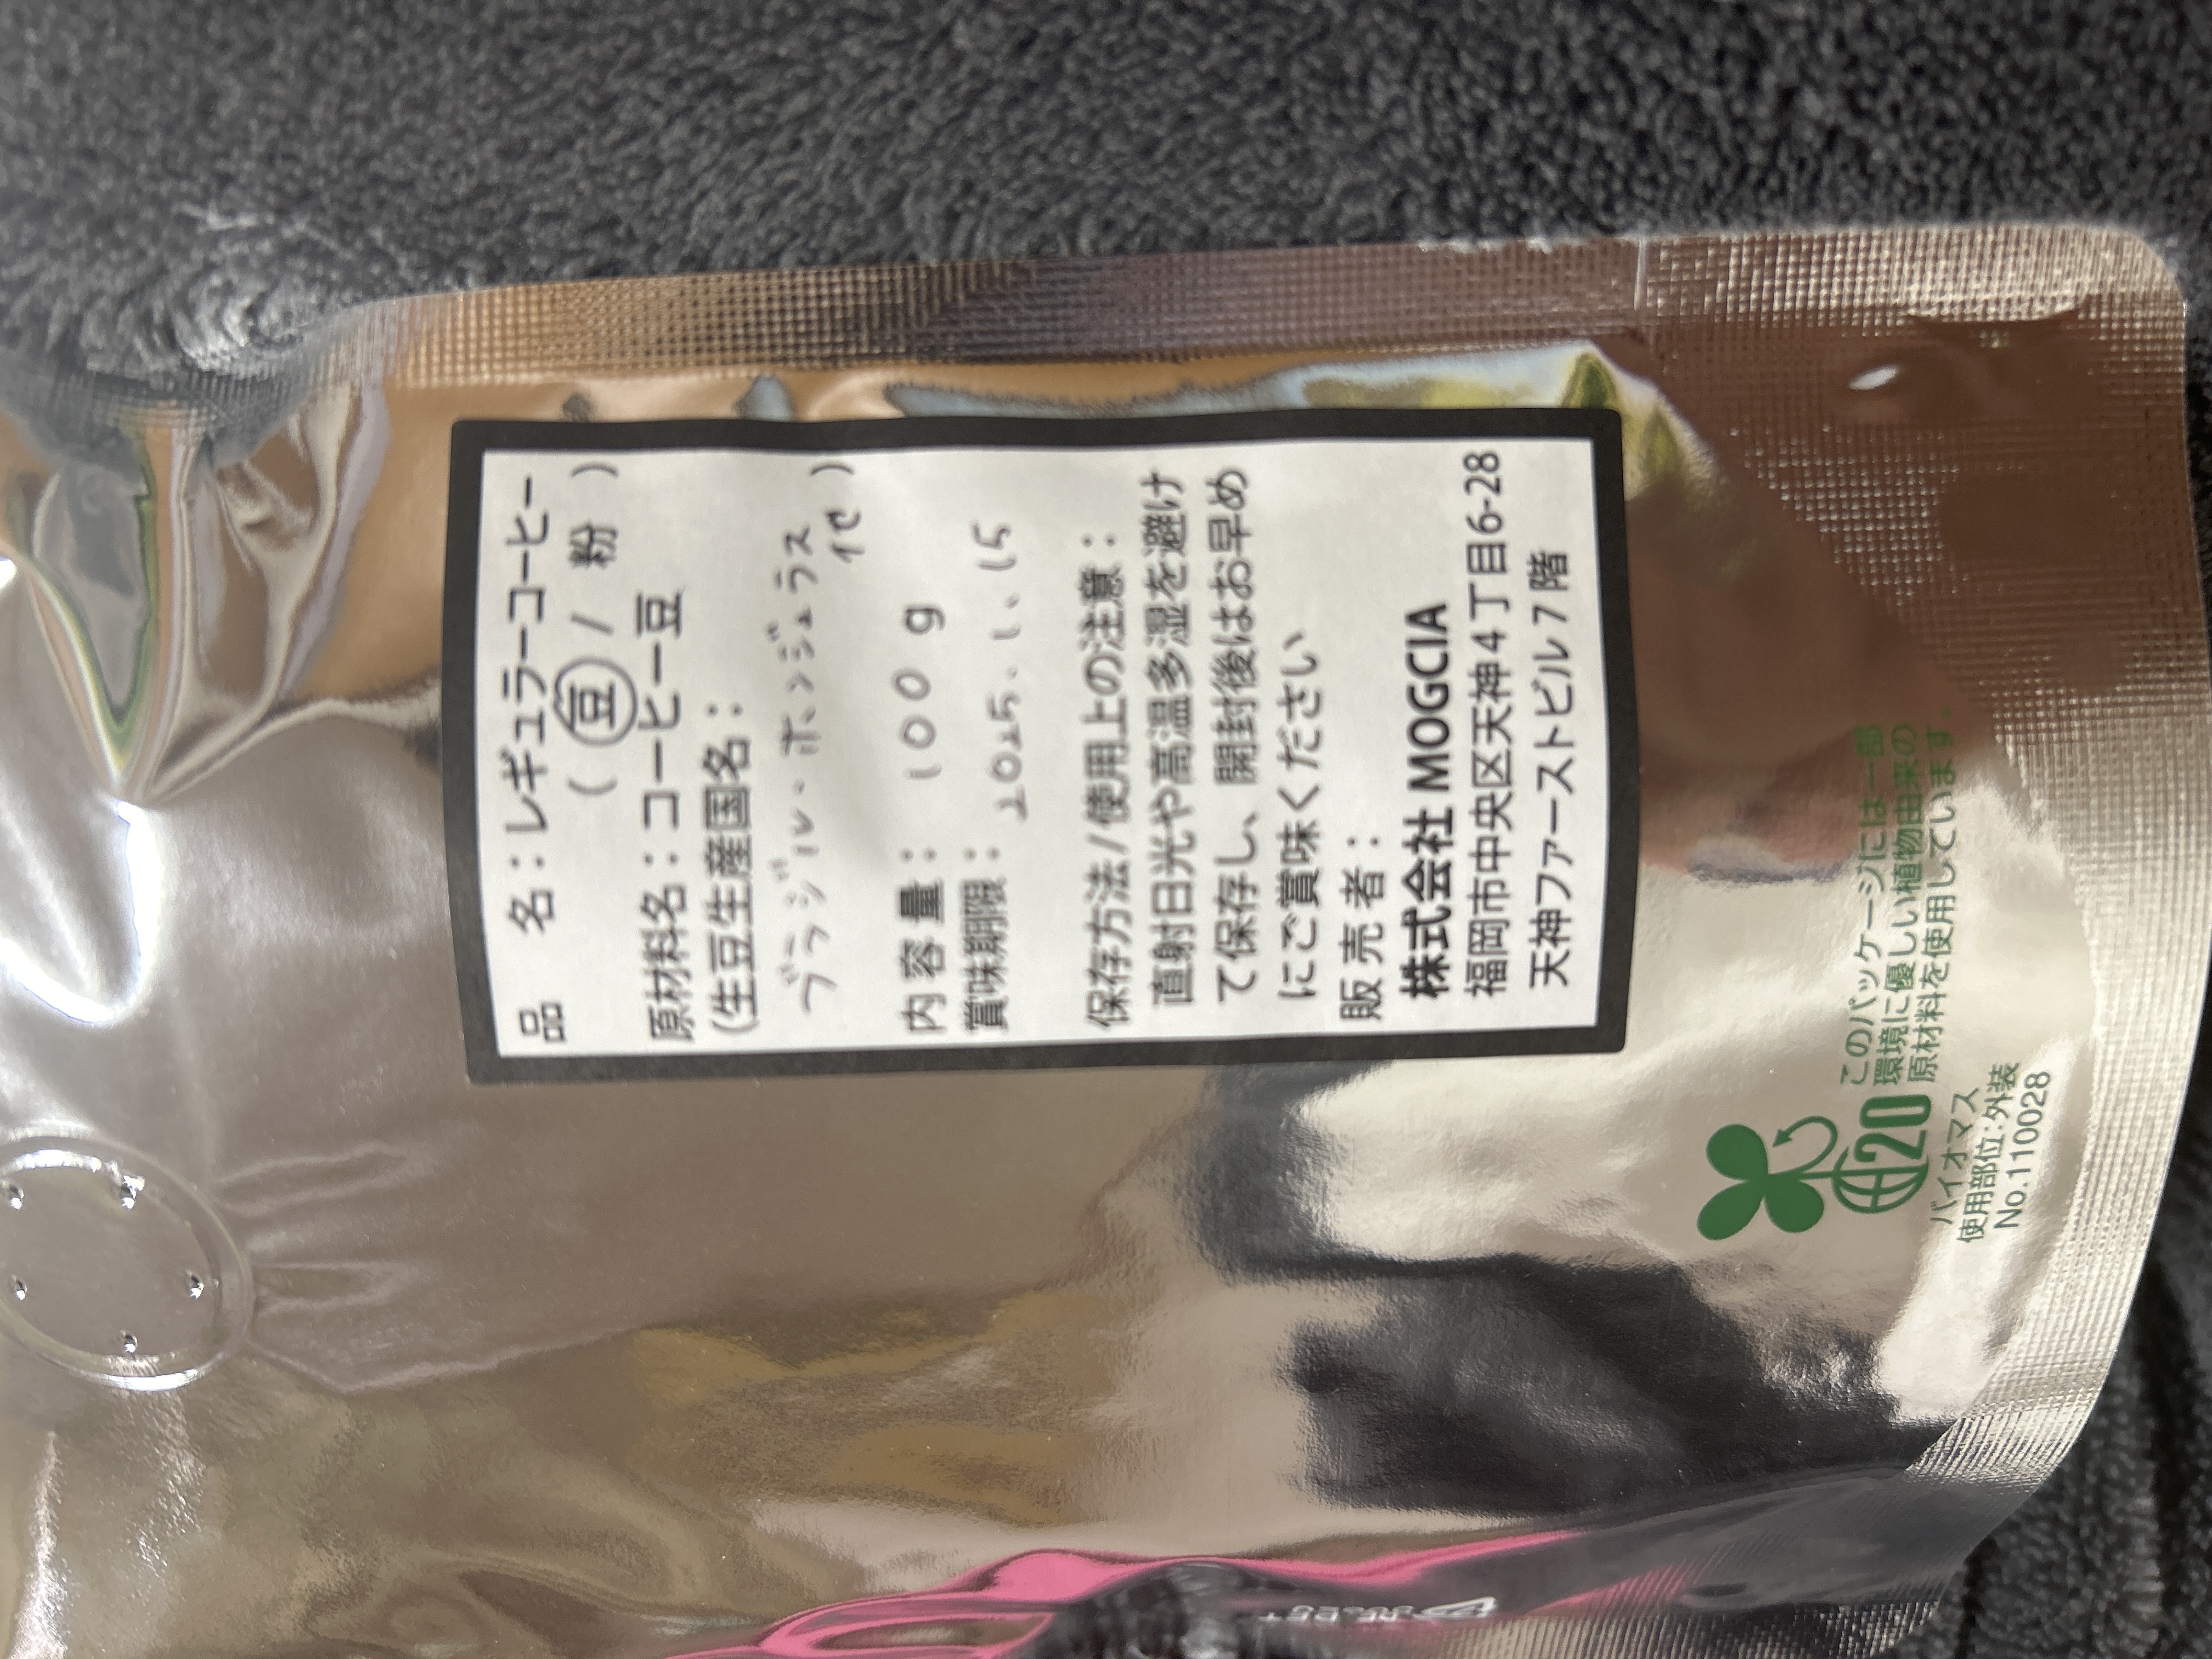 品　名：レギュラーコーヒー
（ 豆 / 粉 ）
原材料名：コーヒー豆
(生豆生産国名：
ブラジル・ホンジュラス
他 )
内容量： 100 g
賞味期限： 2025.1.15
保存方法/使用上の注意：
直射日光や高温多湿を避け
て保存し、開封後はお早め
にご賞味ください
販売者：
株式会社 MOGCIA
福岡市中央区天神４丁目6-28
天神ファーストビル７階
20
バイオマス
使用部位:外装
No.110028
このパッケージには一部
環境に優しい植物由来の
原材料を使用しています。